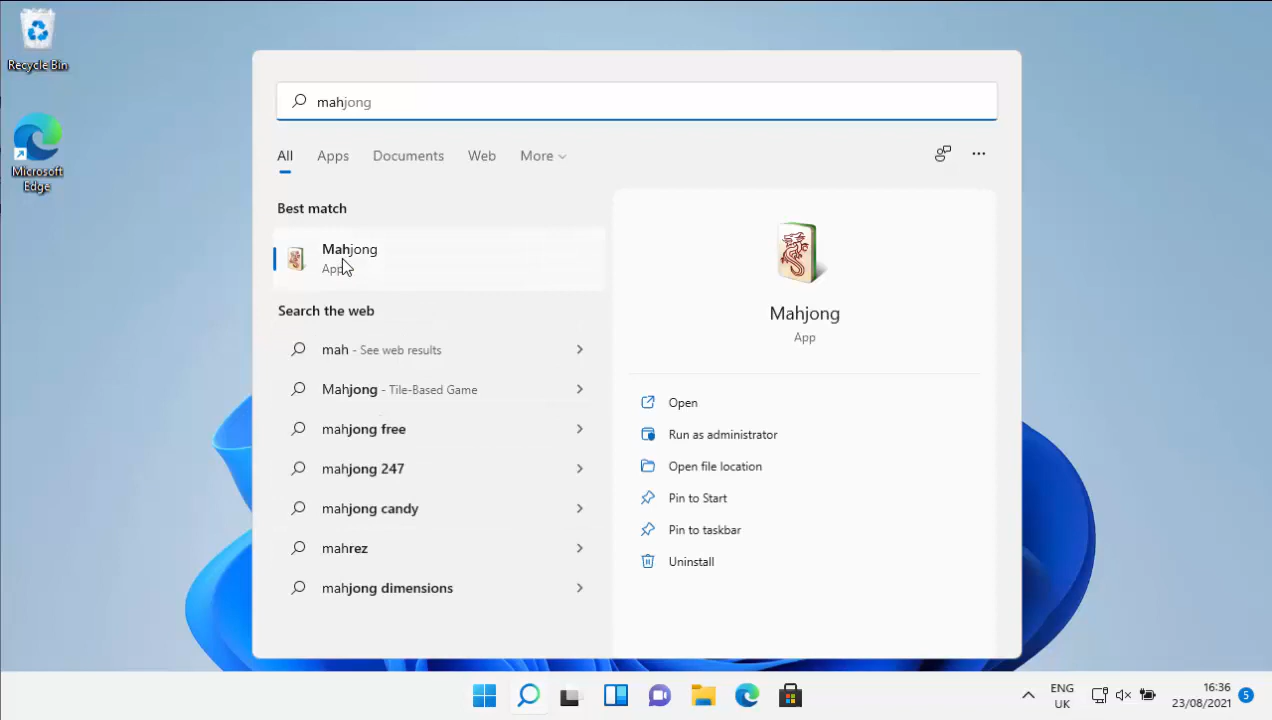 Recycle Bin
Microsoft
Edge
mahjong
All
Apps
Documents
Web
More
Best match
Mahjong
App
Search the web
mah - See web results
Mahjong - Tile-Based Game
mahjong free
mahjong 247
mahjong candy
mahrez
mahjong dimensions
Mahjong
App
Open
Run as administrator
Open file location
Pin to Start
Pin to taskbar
Uninstall
ENG
UK
16:36
23/08/2021
5